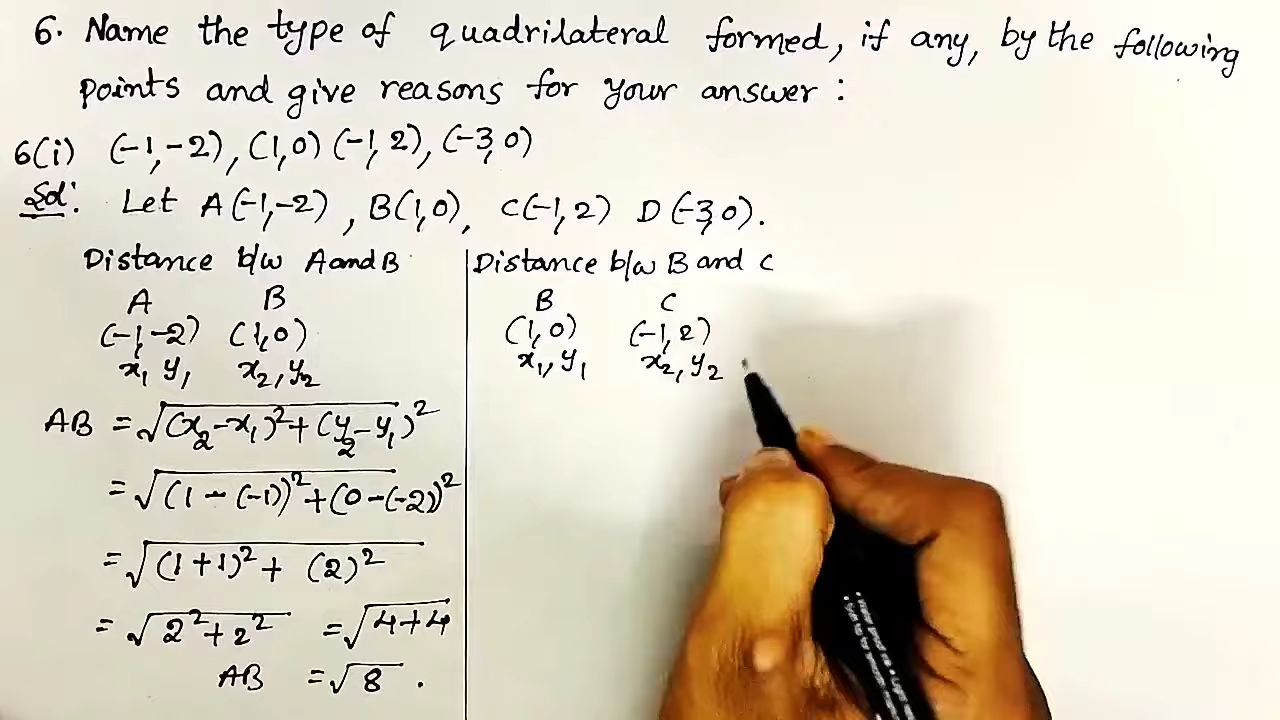 6. Name the type of quadrilateral formed, if any, by the following
points and give reasons for your answer :
6(i) (-1,-2), (1,0) (-1,2), (-3,0)
Sol: Let A(-1,-2), B(1,0), C(-1,2) D(-3,0).
Distance b/w A and B
A B
(-1,-2) (1,0)
x₁ y₁ x₂, y₂
AB = √(x₂-x₁)²+(y₂-y₁)²
= √(1-(-1))²+(0-(-2))²
= √(1+1)²+ (2)²
= √2²+2² = √4+4
AB = √8 .
Distance b/w B and C
B C
(1,0) (-1,2)
x₁, y₁ x₂, y₂